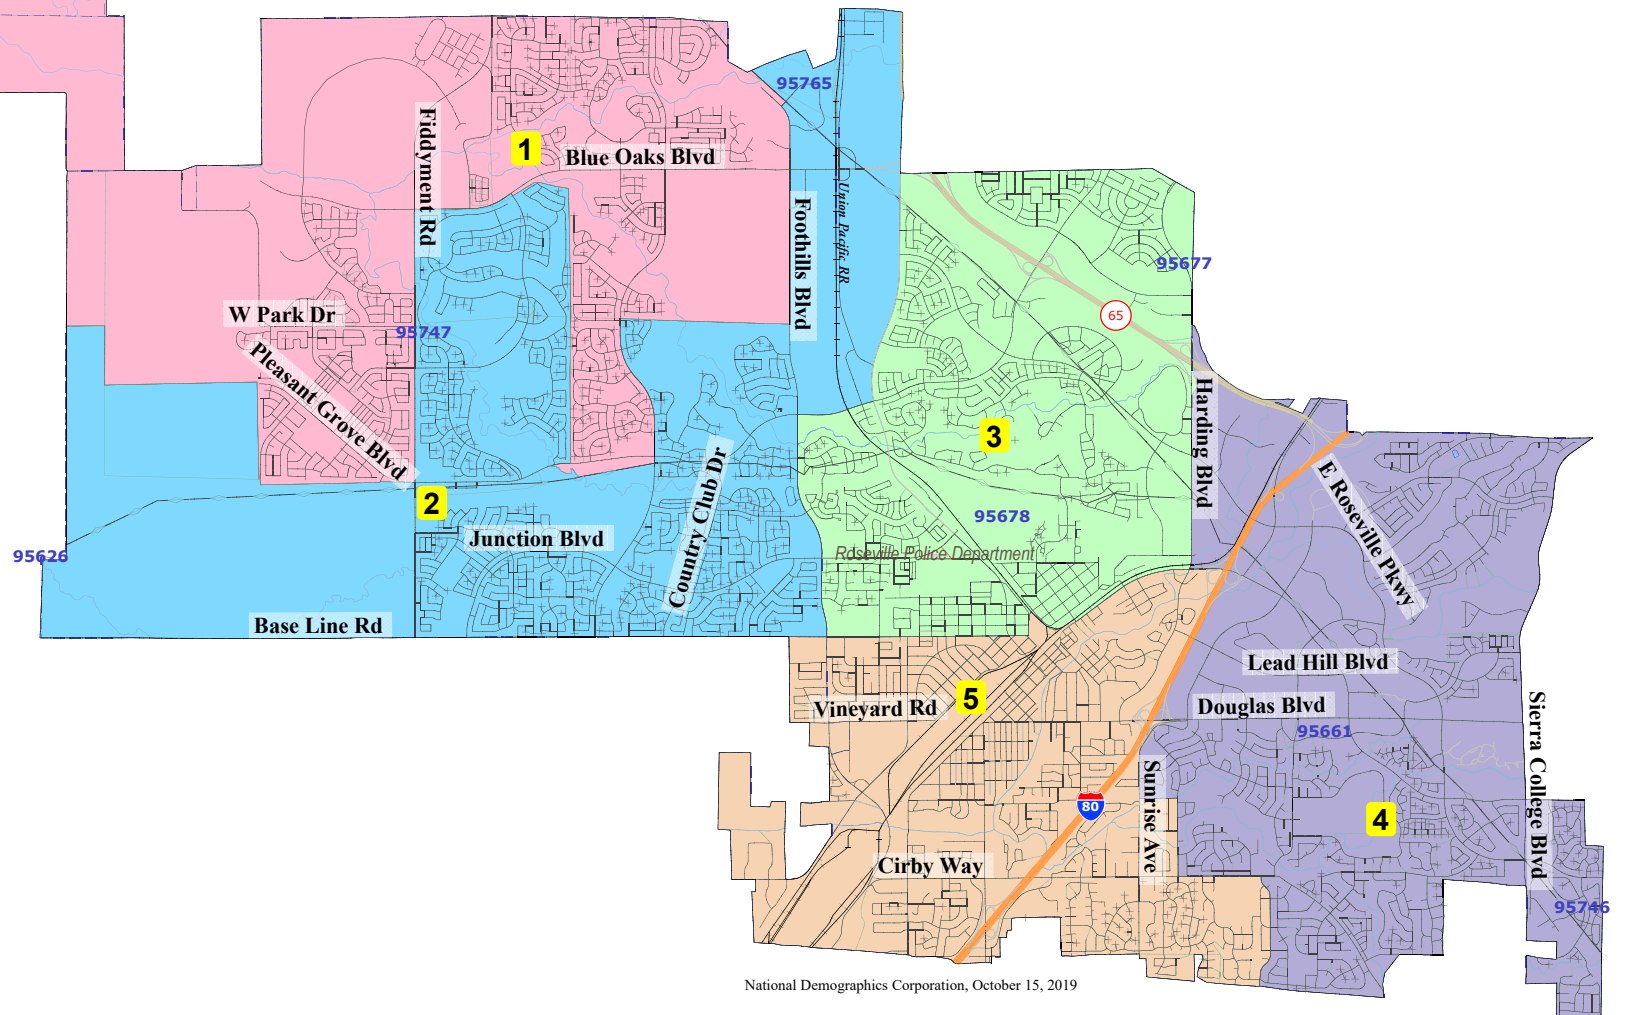 95765
Fiddyment Rd
1
Blue Oaks Blvd
Foothills Blvd
Union Pacific RR
95677
W Park Dr
95747
65
Pleasant Grove Blvd
Harding Blvd
3
Country Club Dr
E Roseville Pkwy
2
95678
Junction Blvd
Roseville Police Department
95626
Base Line Rd
Lead Hill Blvd
5
Vineyard Rd
Douglas Blvd
95661
Sierra College Blvd
Sunrise Ave
80
4
Cirby Way
95746
National Demographics Corporation, October 15, 2019